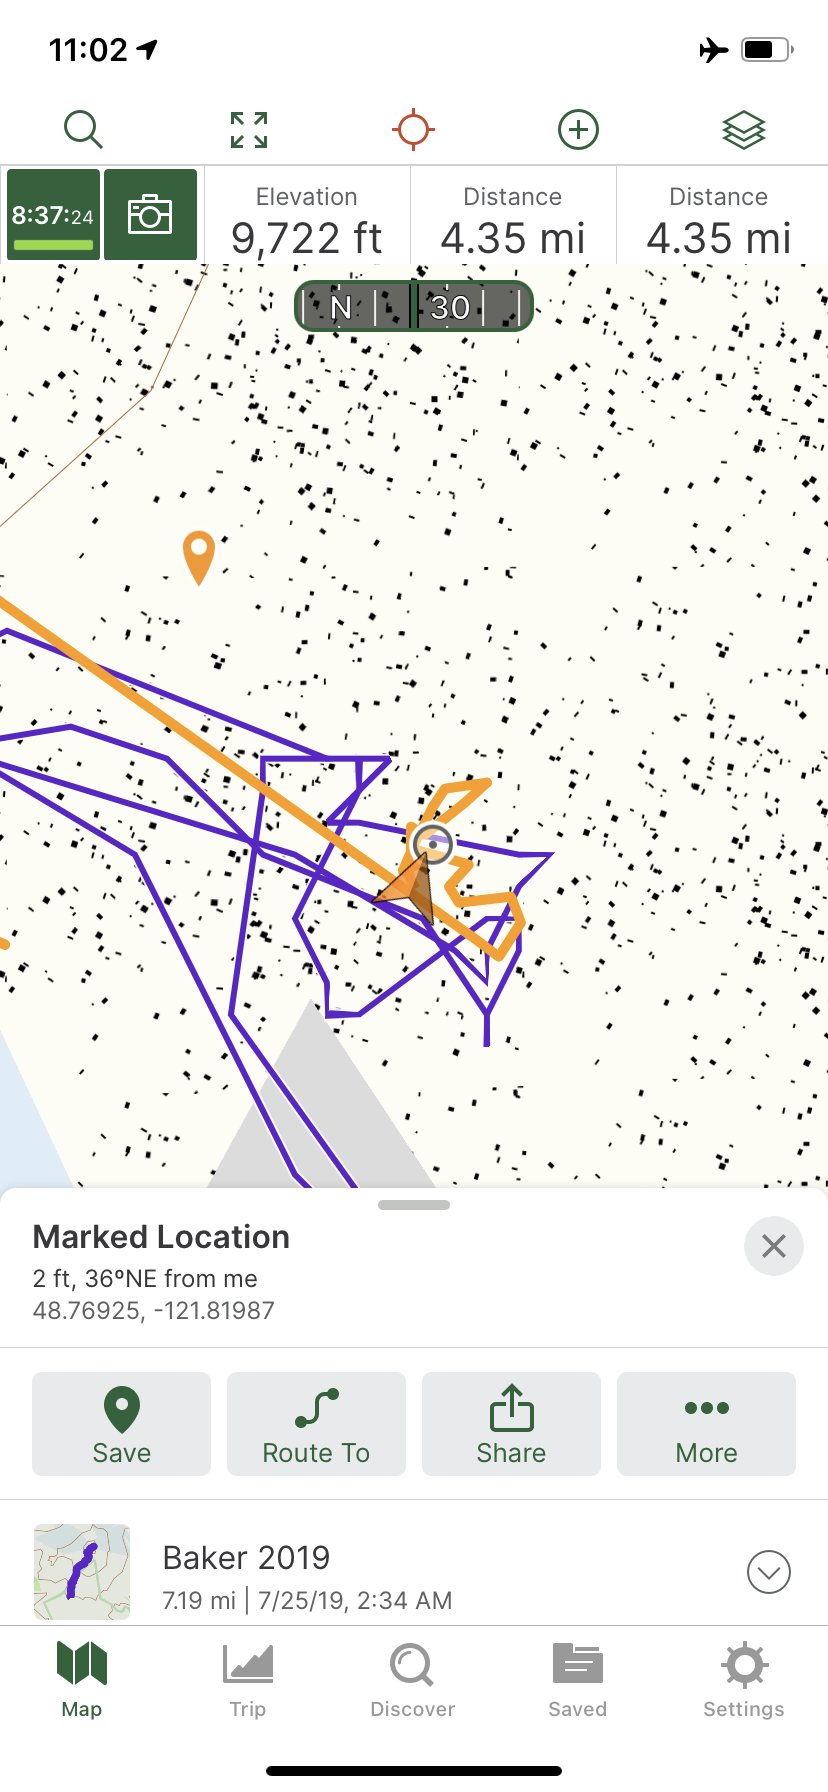 11:02
8:37:24
Elevation
9,722 ft
Distance
4.35 mi
Distance
4.35 mi
N 30
Marked Location
2 ft, 36ºNE from me
48.76925, -121.81987
Save
Route To
Share
More
Baker 2019
7.19 mi | 7/25/19, 2:34 AM
Map
Trip
Discover
Saved
Settings